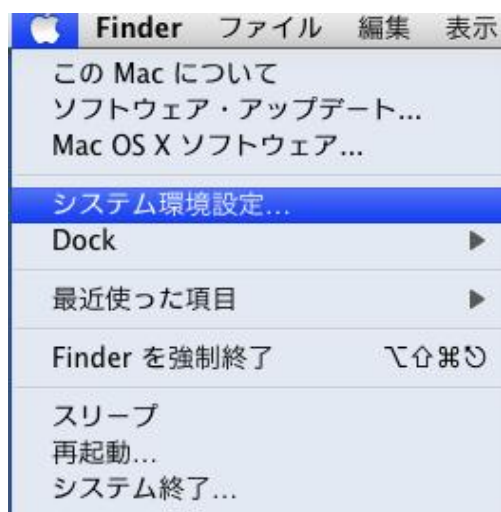 Finder ファイル 編集 表示
この Mac について
ソフトウェア・アップデート...
Mac OS X ソフトウェア...
システム環境設定...
Dock ▶
最近使った項目 ▶
Finder を強制終了 ⌥⇧⌘⎋
スリープ
再起動...
システム終了...